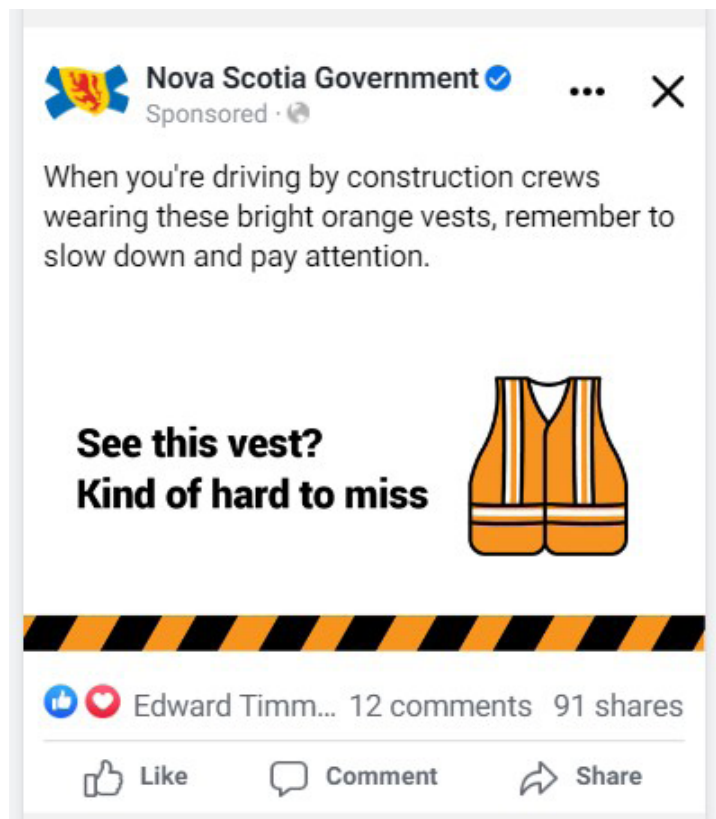 Nova Scotia Government
Sponsored ·
When you're driving by construction crews
wearing these bright orange vests, remember to
slow down and pay attention.
See this vest?
Kind of hard to miss
Edward Timm... 12 comments 91 shares
Like Comment Share